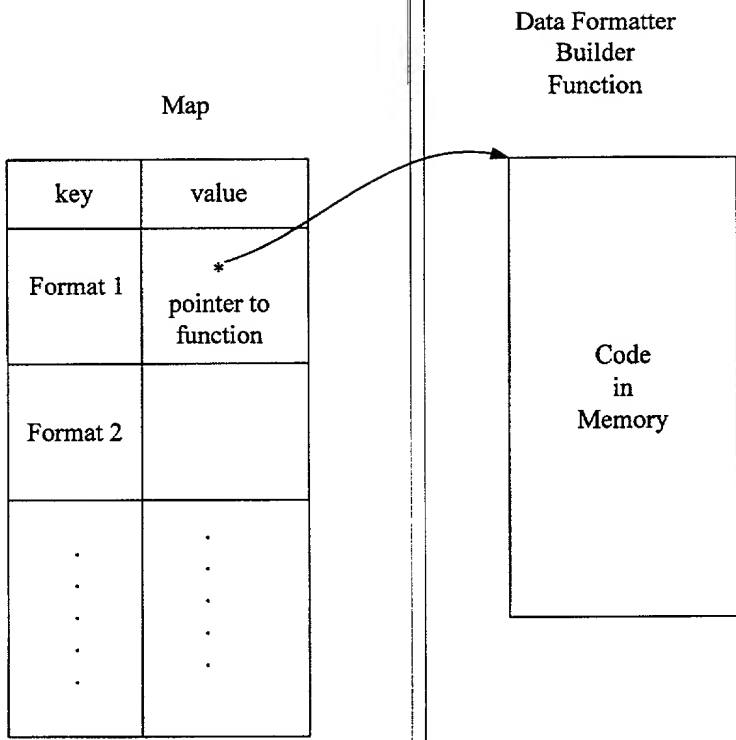 Data Formatter
Builder
Function
Map
key value
Format 1
*
pointer to
function
Format 2
Code
in
Memory